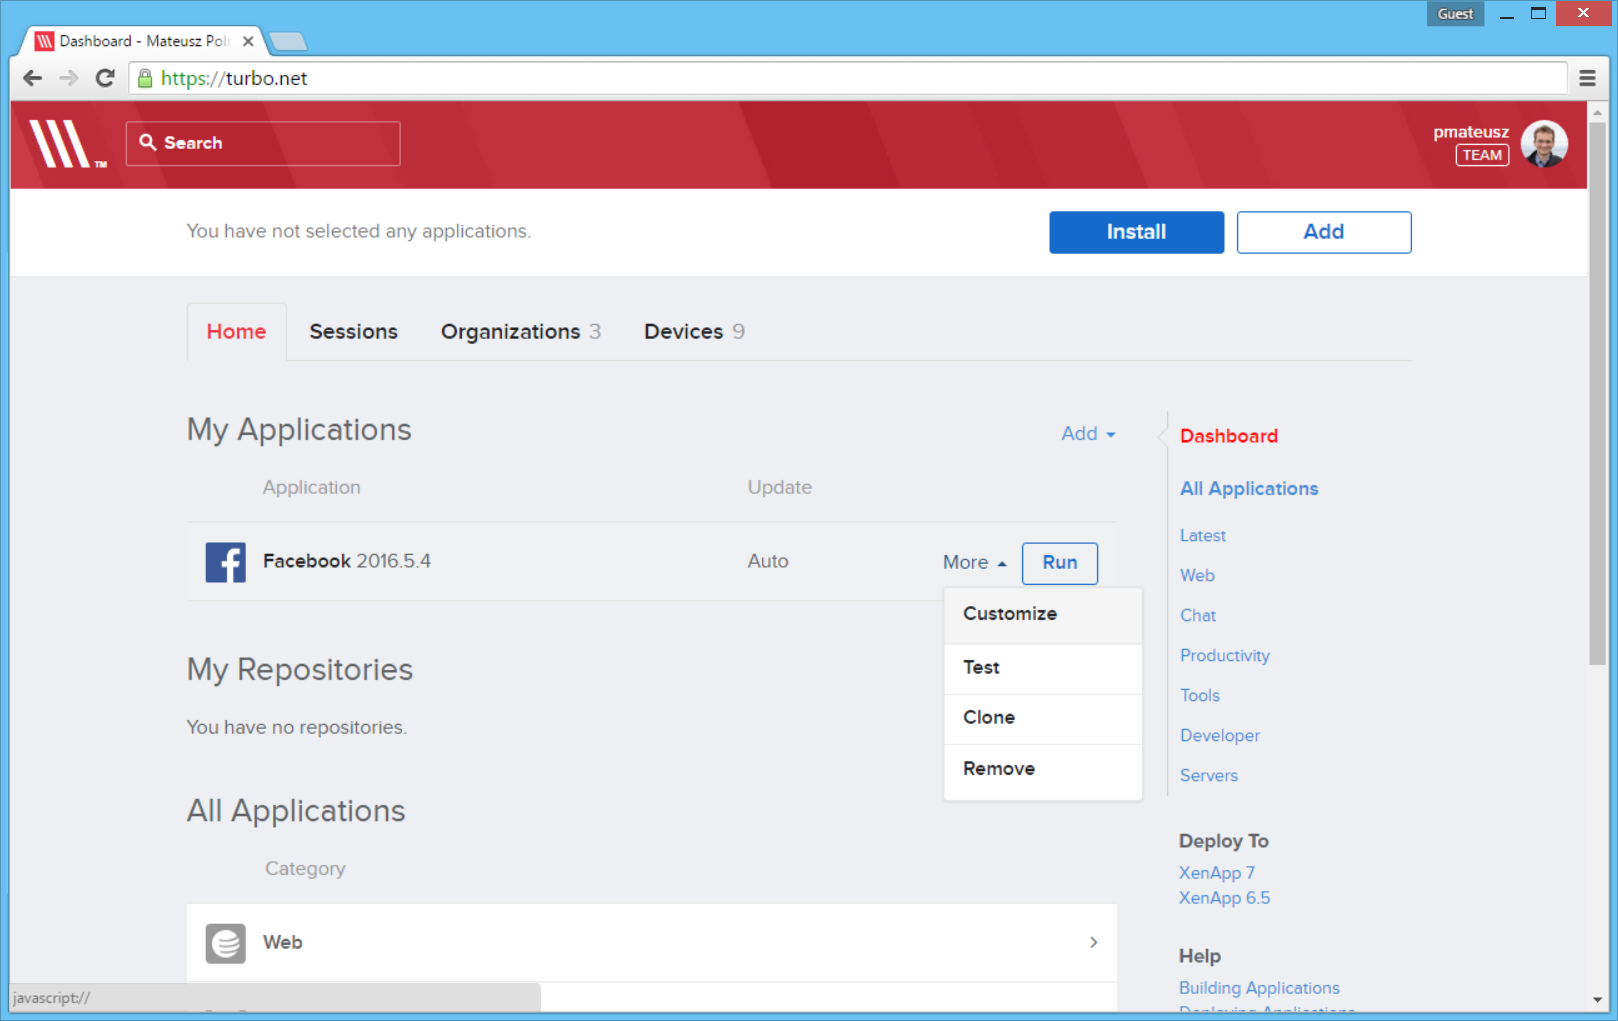 Guest
Dashboard - Mateusz Pol
https://turbo.net
Search
pmateusz
TEAM
TM
You have not selected any applications.
Install
Add
Home
Sessions
Organizations 3
Devices 9
My Applications
Add
Application
Update
Facebook 2016.5.4
Auto
More
Run
Customize
Test
Clone
Remove
My Repositories
You have no repositories.
All Applications
Category
Web
Dashboard
All Applications
Latest
Web
Chat
Productivity
Tools
Developer
Servers
Deploy To
XenApp 7
XenApp 6.5
Help
Building Applications
Deploying Applications
javascript://